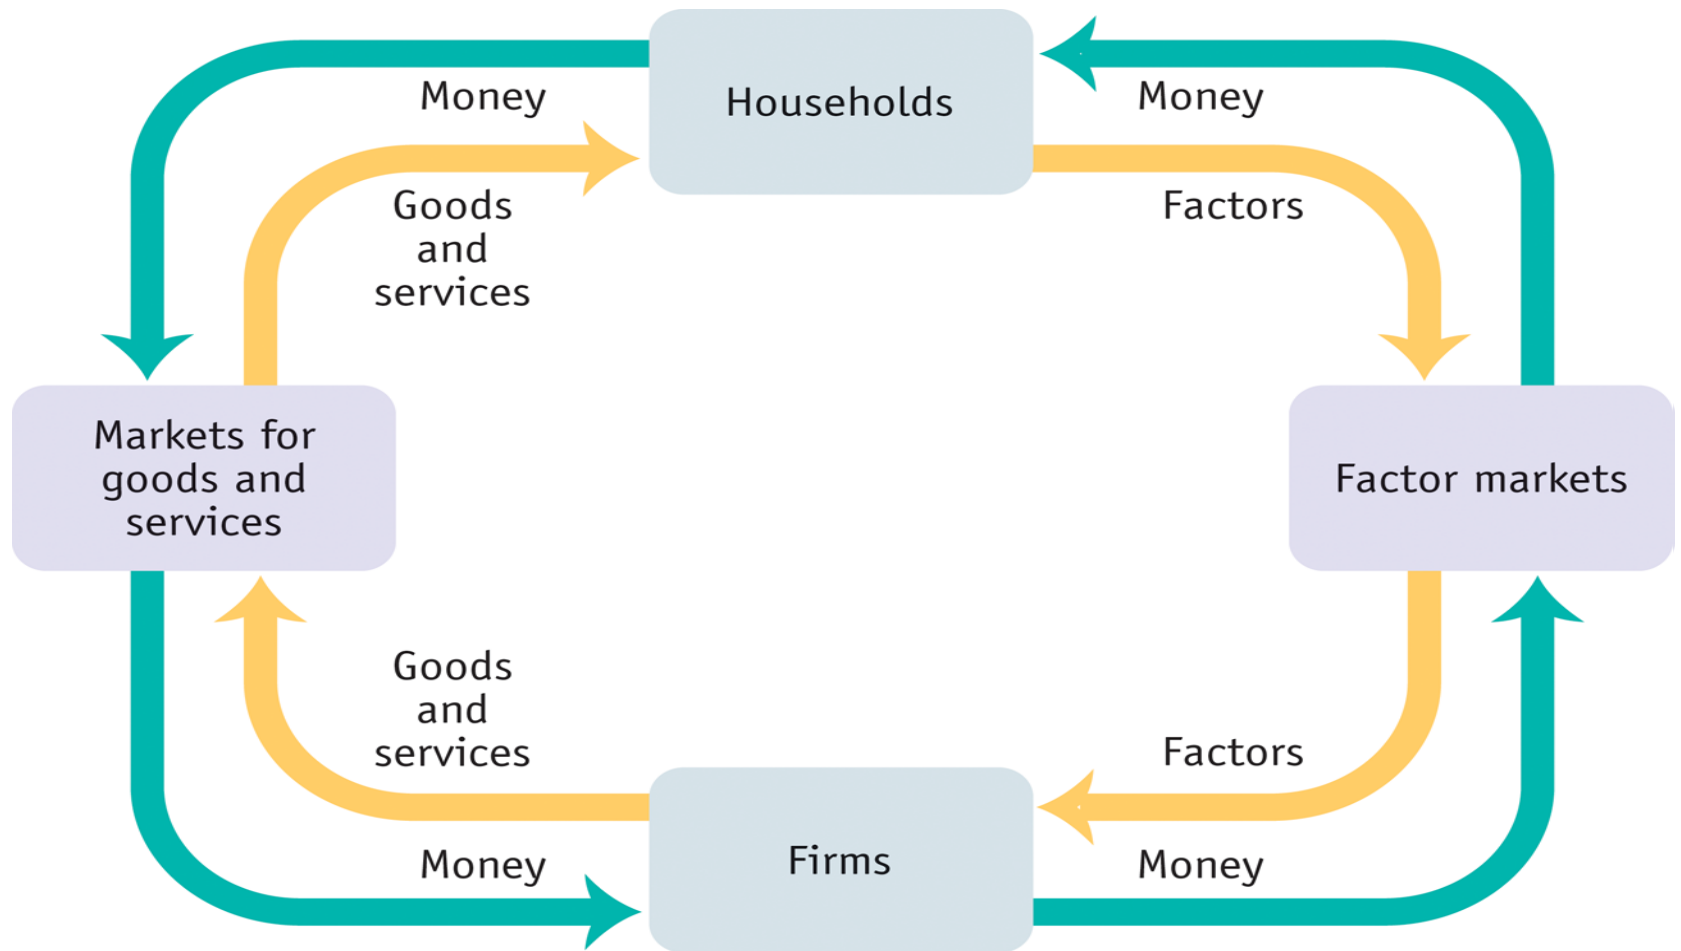 Money
Households
Money
Goods
and
services
Factors
Markets for
goods and
services
Factor markets
Goods
and
services
Factors
Money
Firms
Money